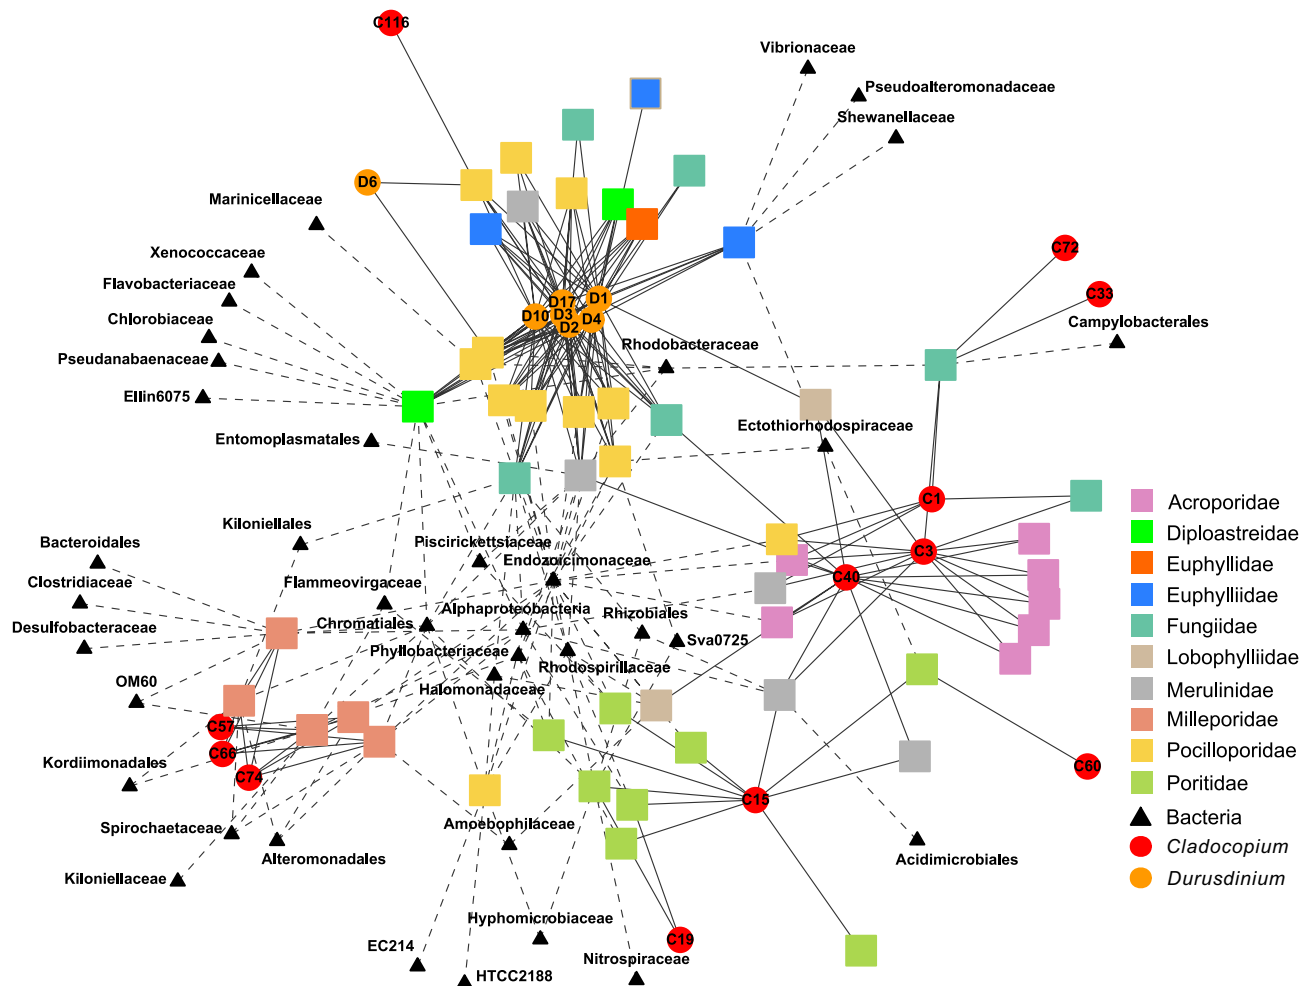 C116
Vibrionaceae
Pseudoalteromonadaceae
Shewanellaceae
D6
Marinicellaceae
Xenococcaceae
Flavobacteriaceae
Chlorobiaceae
Pseudanabaenaceae
Ellin6075
Entomoplasmatales
D17
D1
D10
D3
D4
D2
C72
C33
Campylobacterales
Rhodobacteraceae
Ectothiorhodospiraceae
Kiloniellales
Bacteroidales
Clostridiaceae
Desulfobacteraceae
OM60
Piscirickettsiaceae
Endozoicimonaceae
Flammeovirgaceae
Alphaproteobacteria
Chromatiales
Rhizobiales
Phyllobacteriaceae
Sva0725
Rhodospirillaceae
Halomonadaceae
C1
C3
C40
C57
C66
C74
Kordiimonadales
Spirochaetaceae
Alteromonadales
Kiloniellaceae
Amoebophilaceae
C15
C60
Acidimicrobiales
Hyphomicrobiaceae
EC214
HTCC2188
C19
Nitrospiraceae
Acroporidae
Diploastreidae
Euphyllidae
Euphylliidae
Fungiidae
Lobophylliidae
Merulinidae
Milleporidae
Pocilloporidae
Poritidae
Bacteria
Cladocopium
Durusdinium